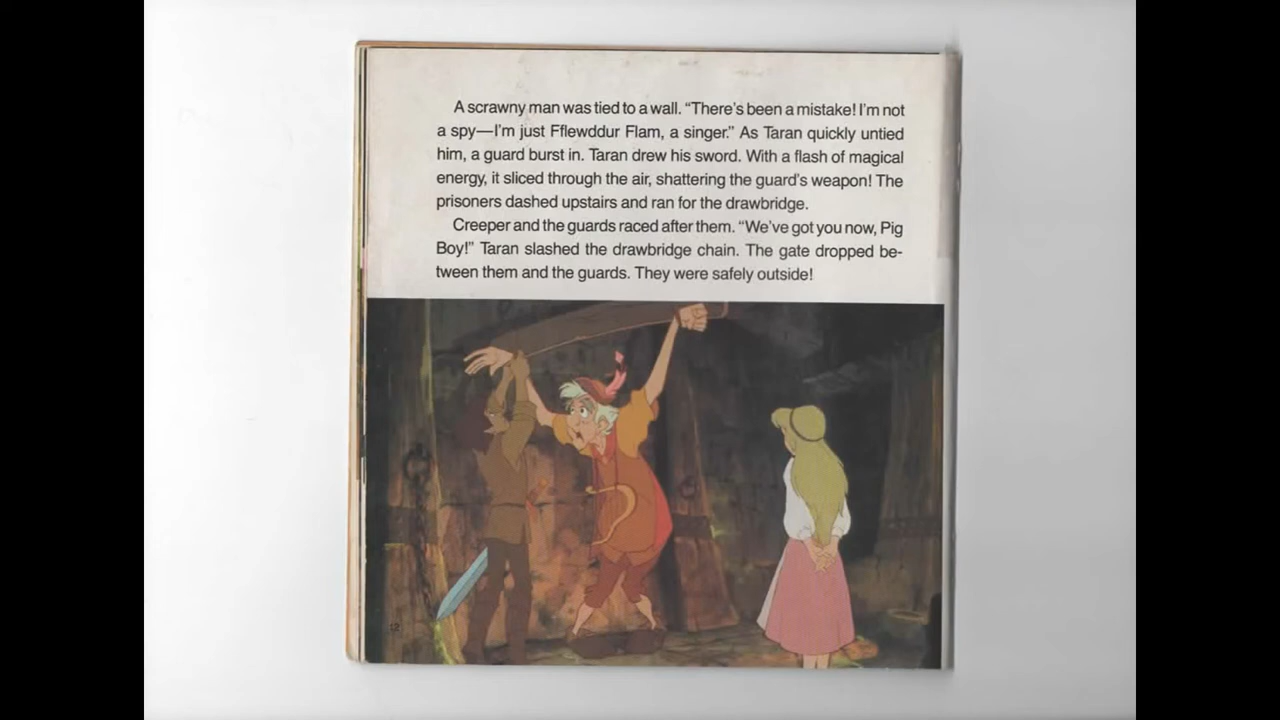 A scrawny man was tied to a wall. “There's been a mistake! I'm not
a spy—I'm just Fflewddur Flam, a singer.” As Taran quickly untied
him, a guard burst in. Taran drew his sword. With a flash of magical
energy, it sliced through the air, shattering the guard's weapon! The
prisoners dashed upstairs and ran for the drawbridge.
Creeper and the guards raced after them. “We've got you now, Pig
Boy!” Taran slashed the drawbridge chain. The gate dropped be-
tween them and the guards. They were safely outside!
12